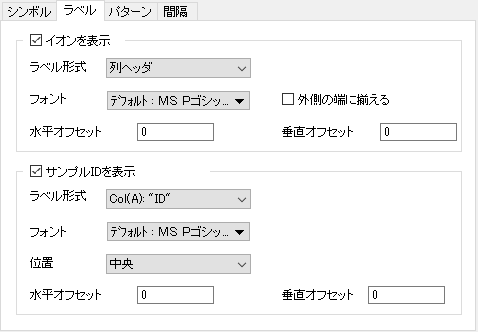 シンボル ラベル パターン 間隔
イオンを表示
ラベル形式 列ヘッダ
フォント デフォルト: MS Pゴシッ... 外側の端に揃える
水平オフセット 0 垂直オフセット 0
サンプルIDを表示
ラベル形式 Col(A): "ID"
フォント デフォルト: MS Pゴシッ...
位置 中央
水平オフセット 0 垂直オフセット 0